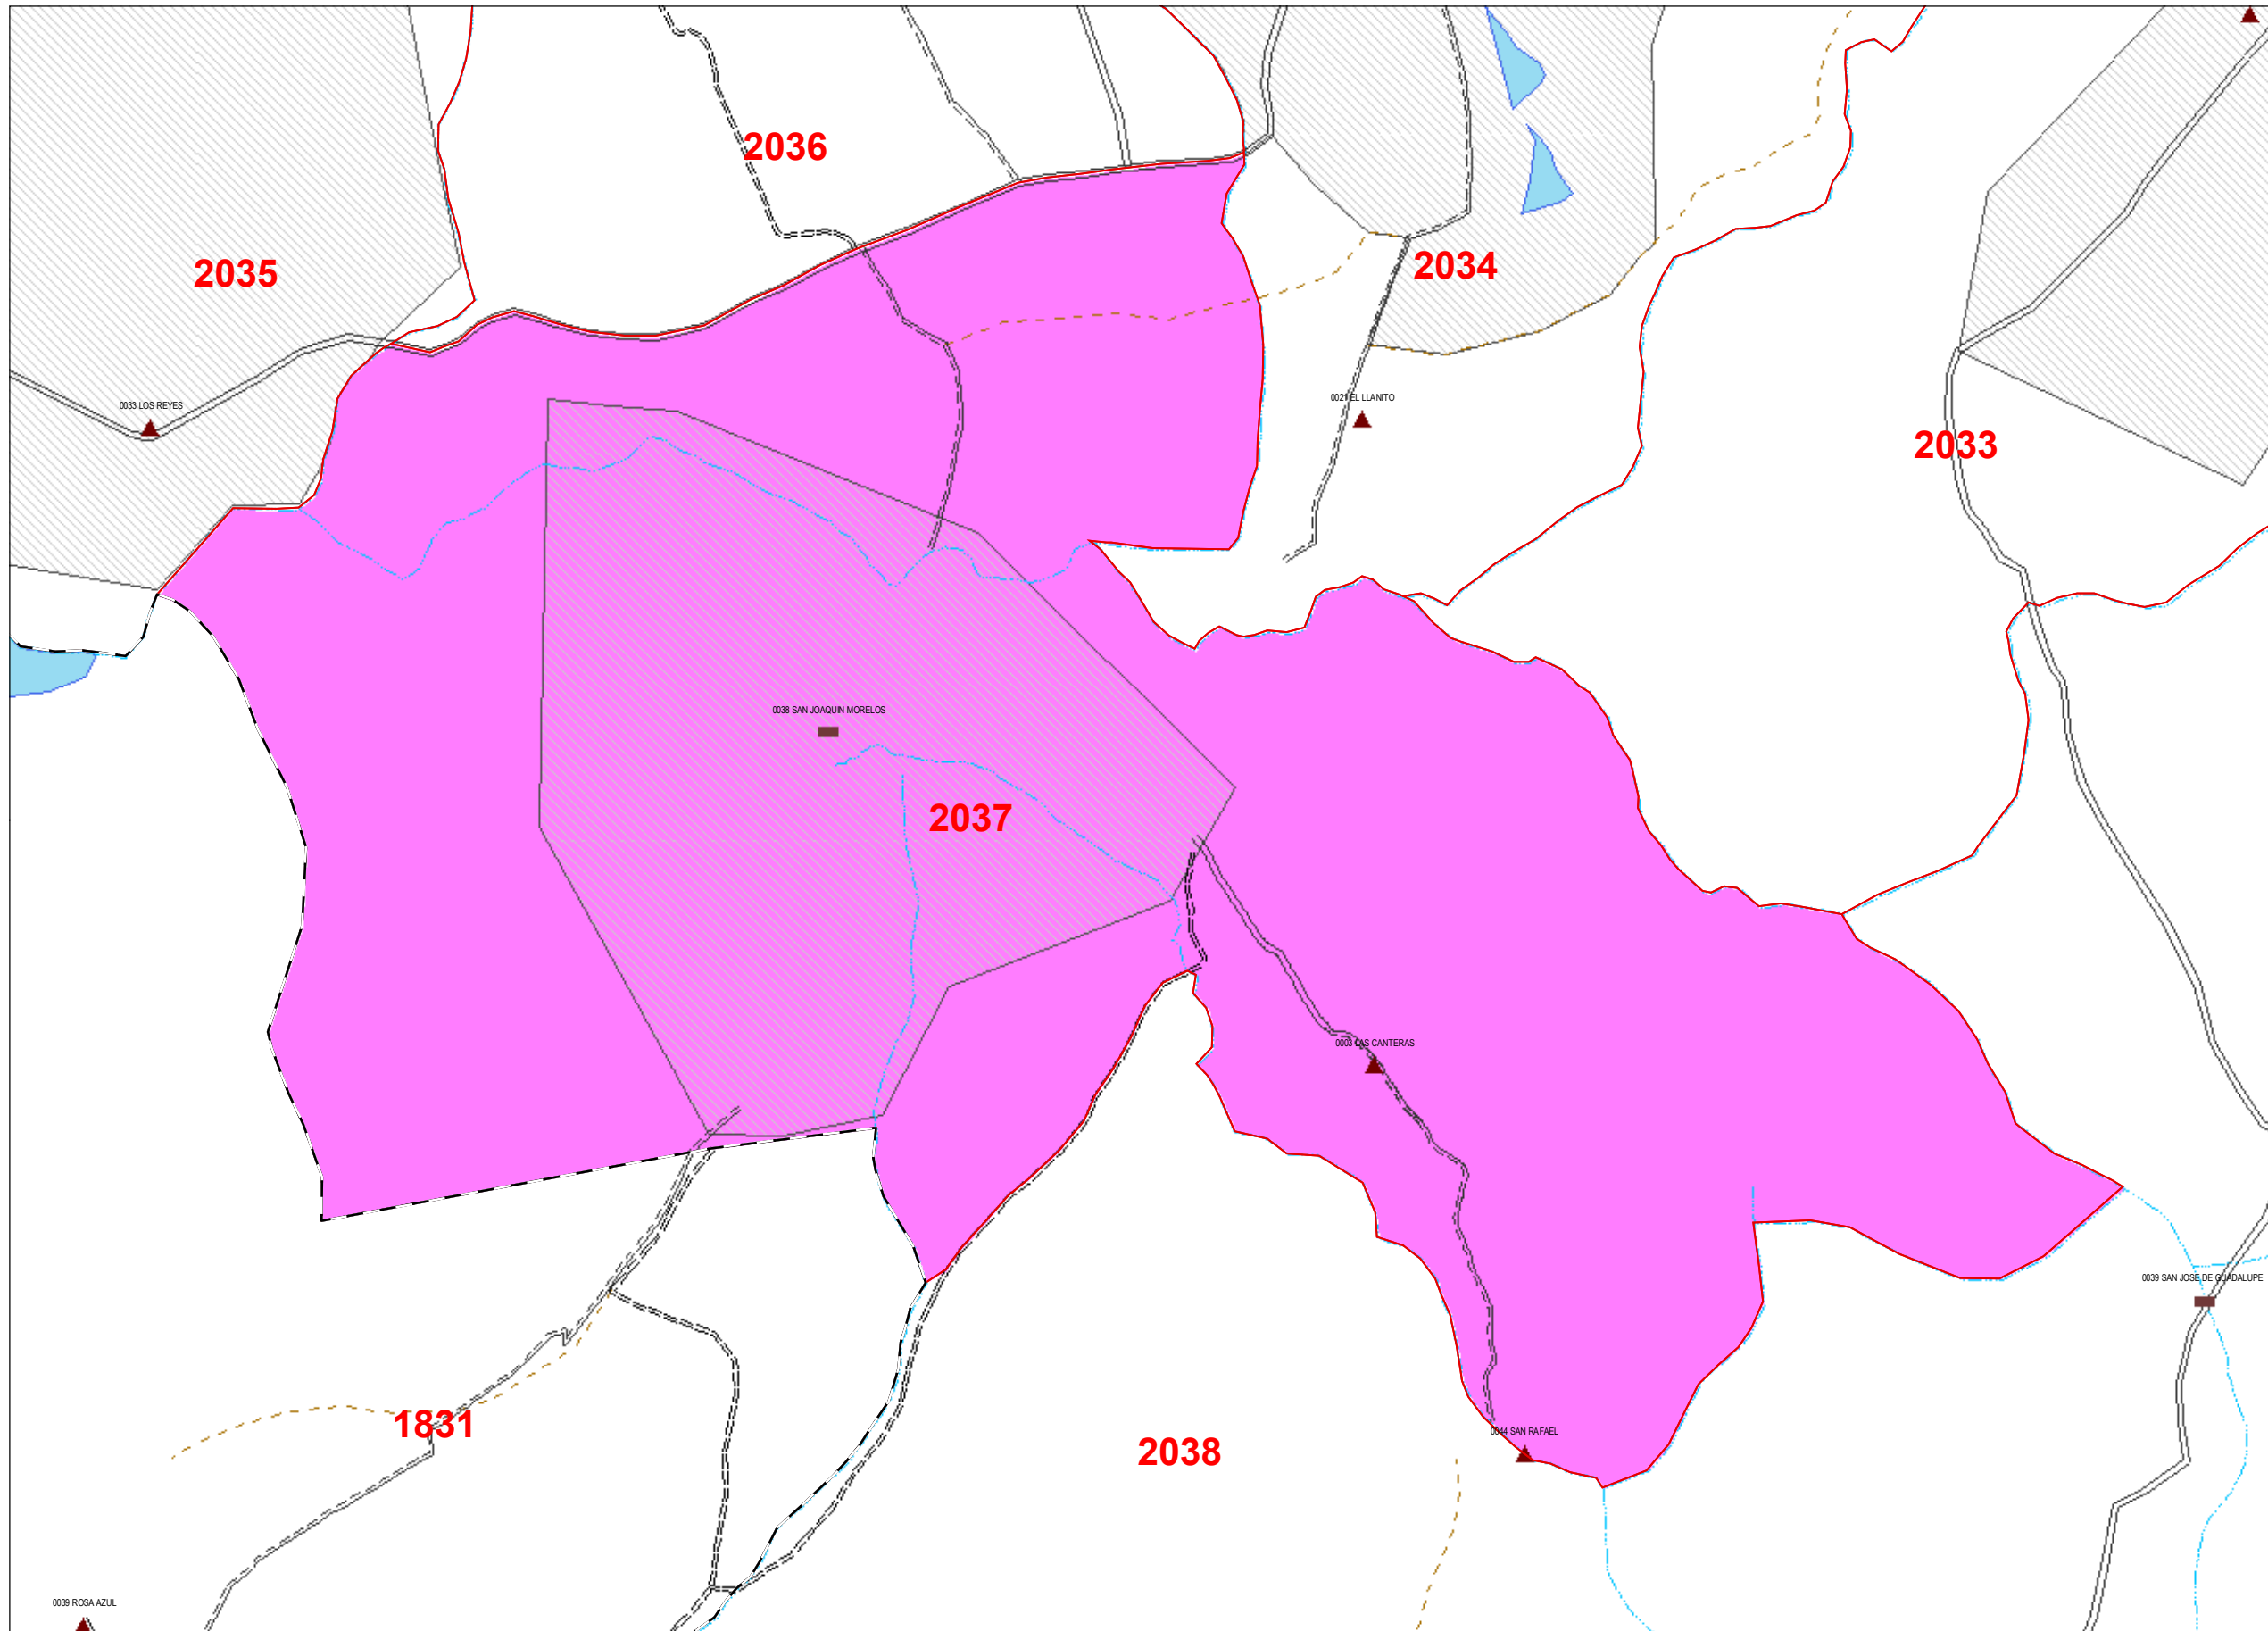 2036
2035
2034
0033 LOS REYES
0021 EL LLANITO
2033
0038 SAN JOAQUIN MORELOS
2037
0003 LAS CANTERAS
0039 SAN JOSE DE GUADALUPE
1831
2038
0044 SAN RAFAEL
0039 ROSA AZUL